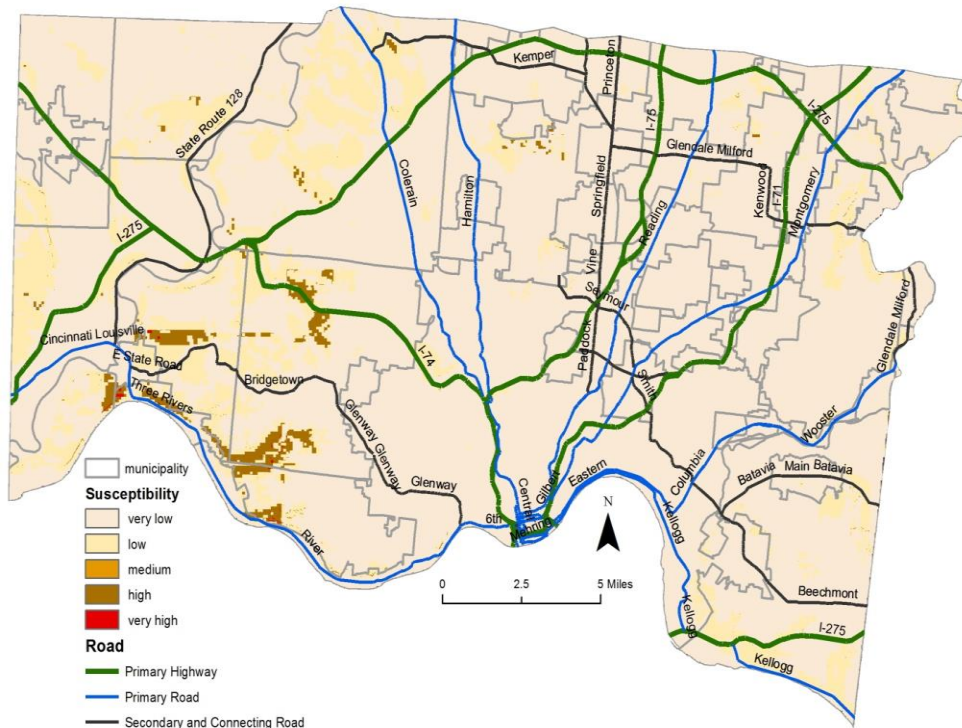 Kemper
Princeton
I-75
I-275
State Route 128
Glendale Milford
Colerain
Hamilton
Springfield
Kenwood
I-71
Montgomery
Reading
I-275
Vine
Seymour
Glendale Milford
Cincinnati Louisville
Paddock
E State Road
I-74
Smith
Three Rivers
Bridgetown
Glenway Glenway
Wooster
Glenway
Columbia
Batavia
Main Batavia
Eastern
Gilbert
Central
6th
Mehring
N
River
Kellogg
0 2.5 5 Miles
Beechmont
Kellogg
I-275
Kellogg
municipality
Susceptibility
very low
low
medium
high
very high
Road
Primary Highway
Primary Road
Secondary and Connecting Road